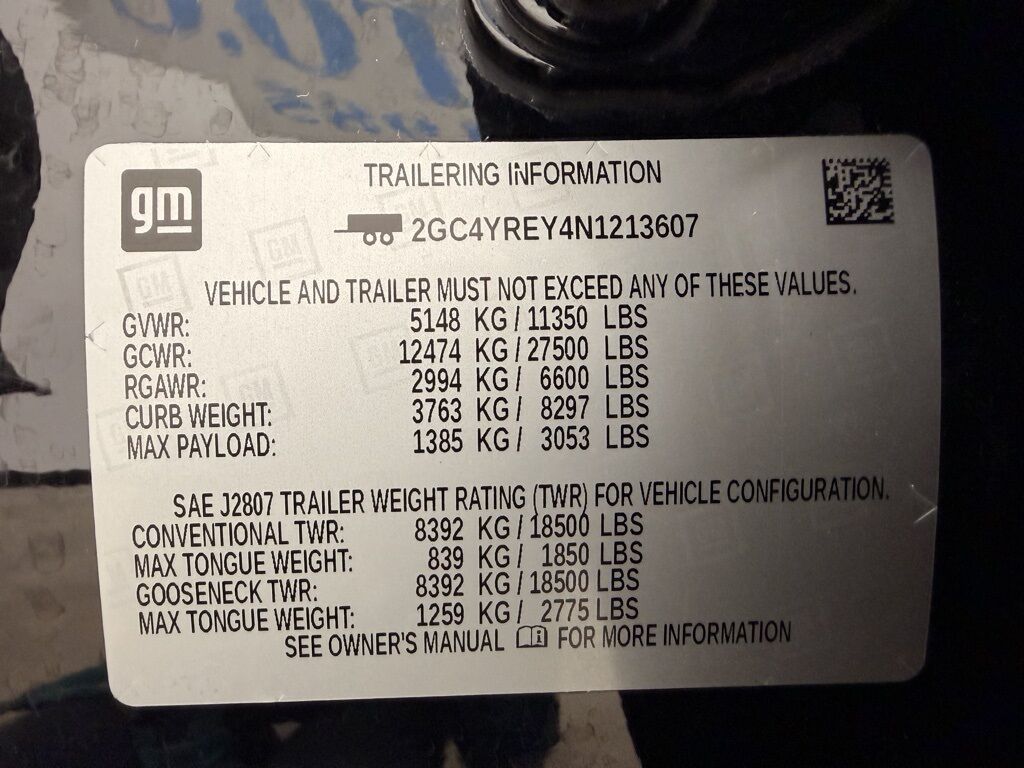 gm
TRAILERING INFORMATION
2GC4YREY4N1213607
VEHICLE AND TRAILER MUST NOT EXCEED ANY OF THESE VALUES.
GVWR: 5148 KG / 11350 LBS
GCWR: 12474 KG / 27500 LBS
RGAWR: 2994 KG / 6600 LBS
CURB WEIGHT: 3763 KG / 8297 LBS
MAX PAYLOAD: 1385 KG / 3053 LBS
SAE J2807 TRAILER WEIGHT RATING (TWR) FOR VEHICLE CONFIGURATION.
CONVENTIONAL TWR: 8392 KG / 18500 LBS
MAX TONGUE WEIGHT: 839 KG / 1850 LBS
GOOSENECK TWR: 8392 KG / 18500 LBS
MAX TONGUE WEIGHT: 1259 KG / 2775 LBS
SEE OWNER'S MANUAL FOR MORE INFORMATION